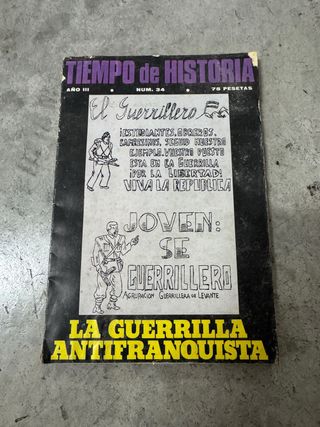 TIEMPO de HISTORIA
AÑO III • NUM. 34 • 75 PESETAS
El Guerrillero
¡ESTUDIANTES, OBREROS,
CAMPESINOS, SEGUID NUESTRO
EJEMPLO. VUESTRO PUESTO
ESTA EN LA GUERRILLA
¡POR LA LIBERTAD!
VIVA LA REPUBLICA
JOVEN:
SE
GUERRILLERO
AGRUPACION GUERRILLERA DE LEVANTE
LA GUERRILLA
ANTIFRANQUISTA